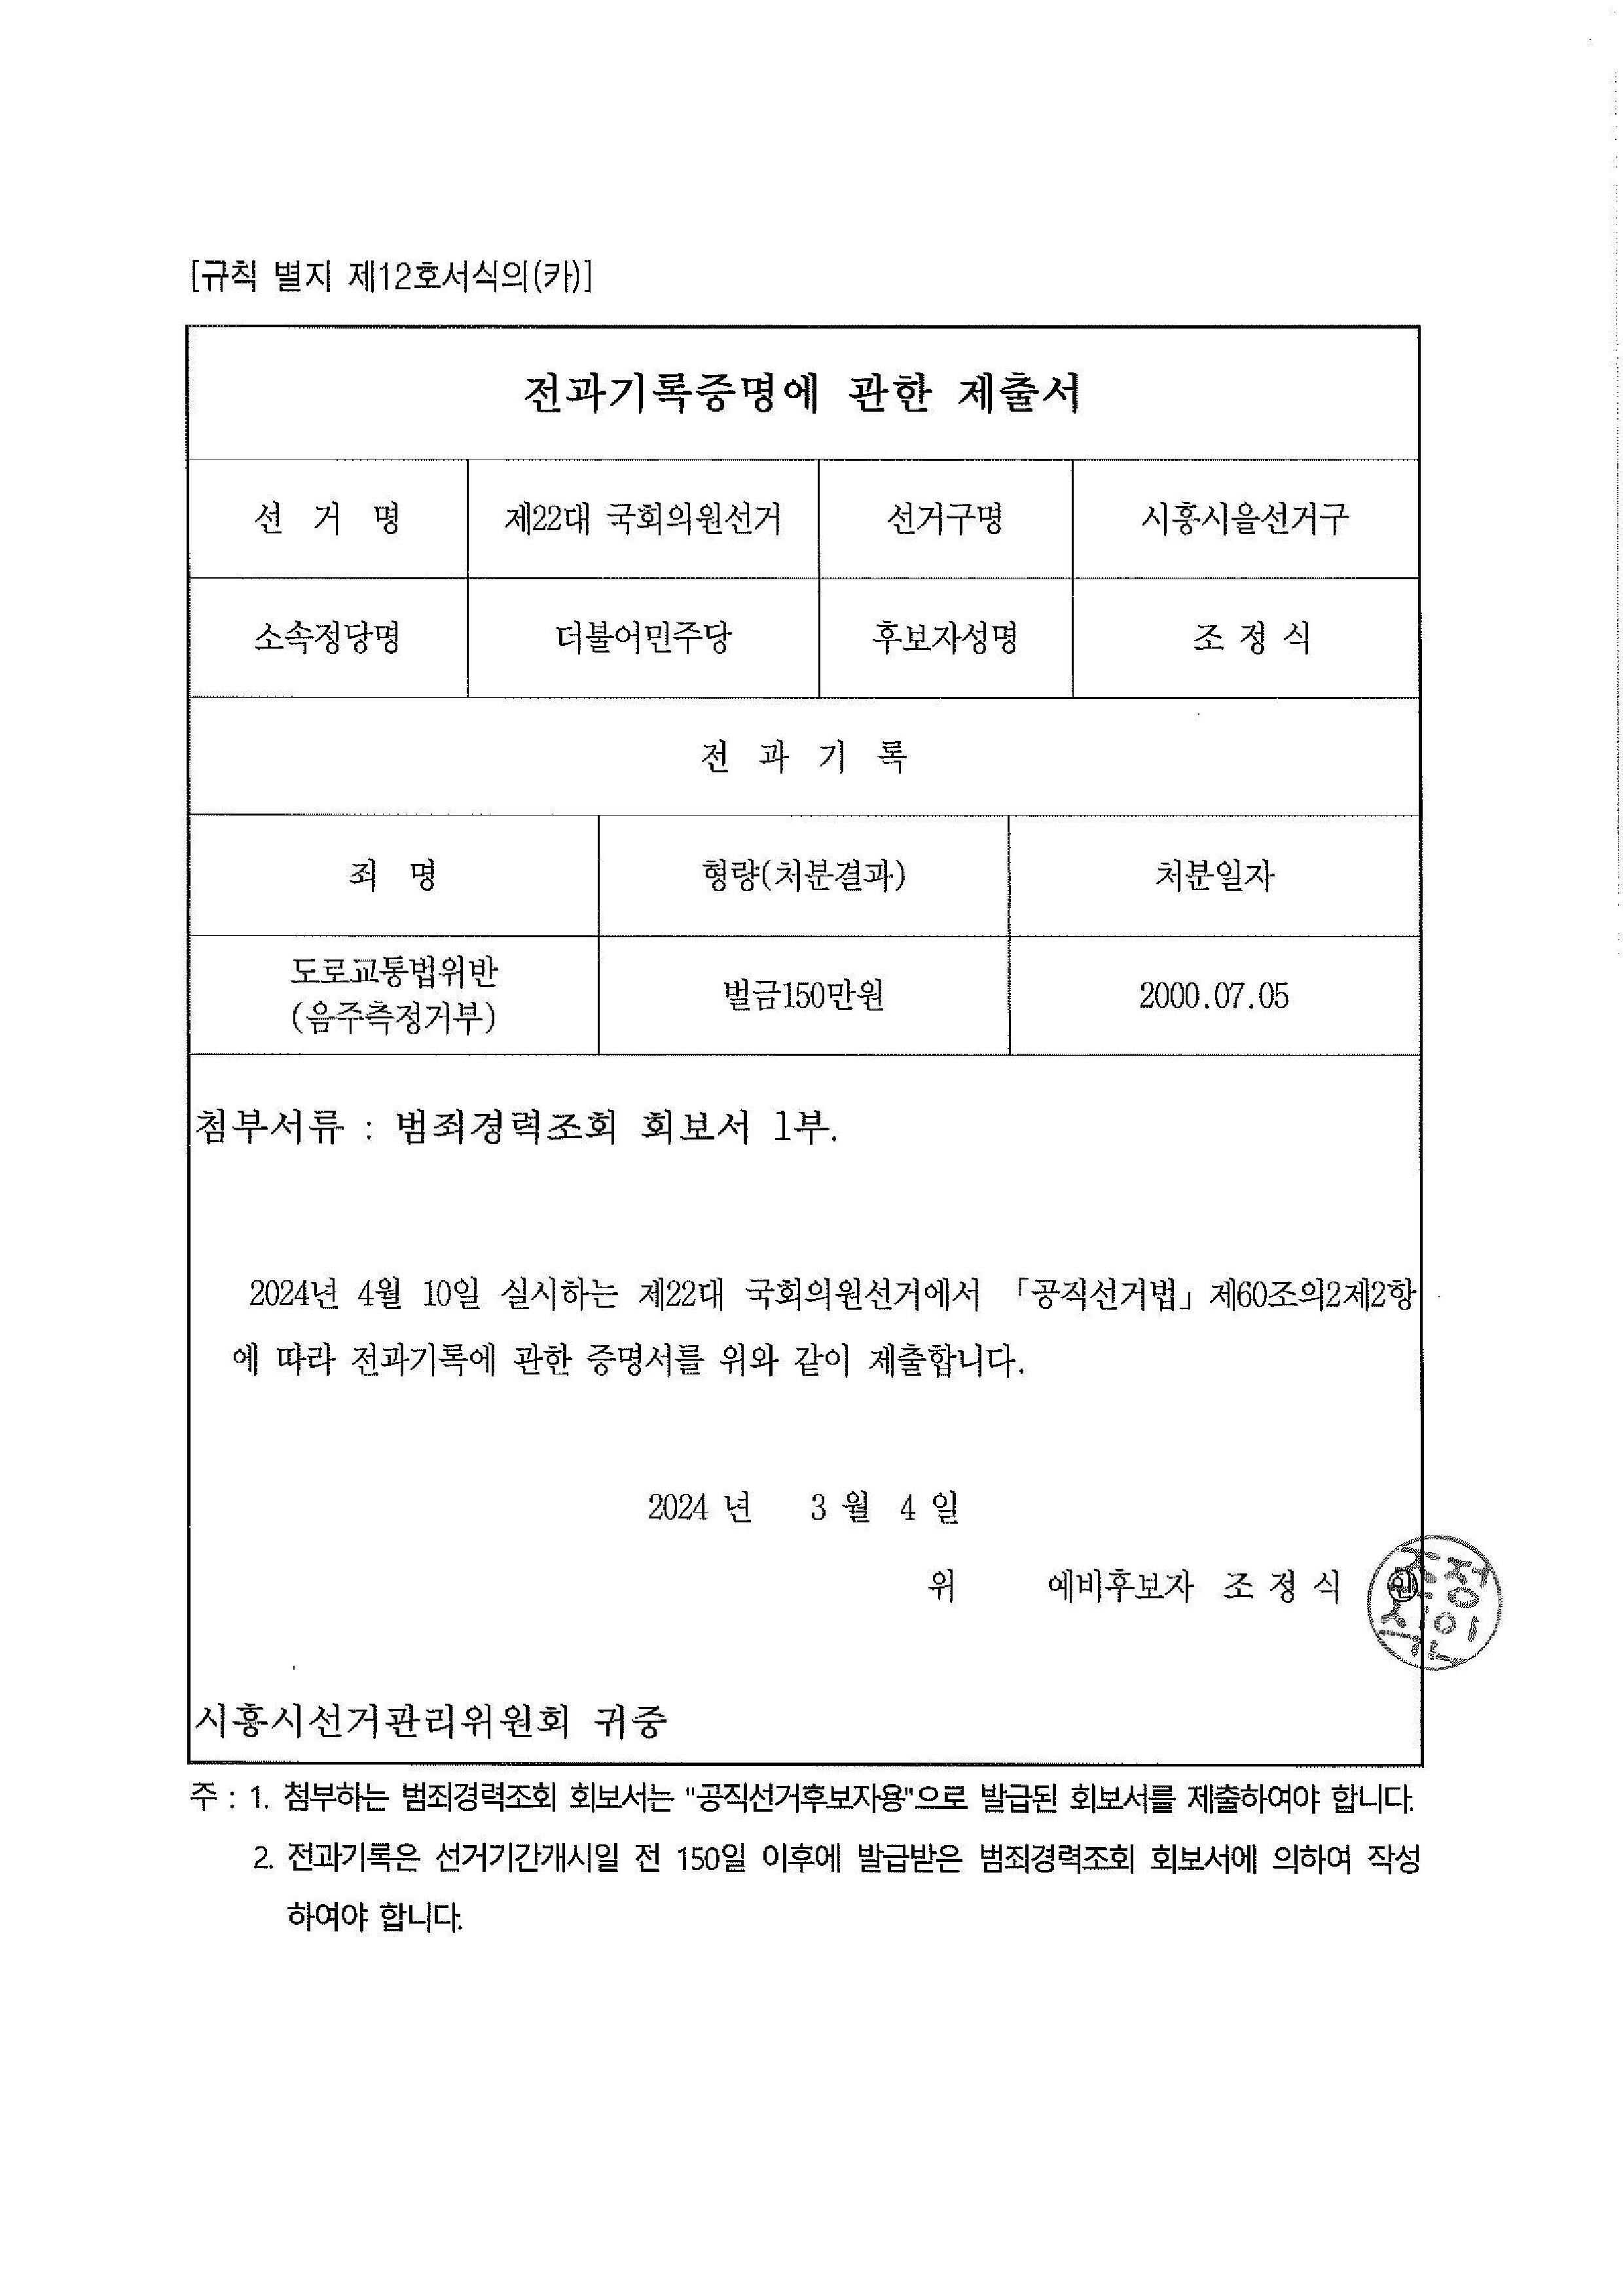 [규칙 별지 제12호서식의(카)]
전과기록증명에 관한 제출서
선 거 명 제22대 국회의원선거 선거구명 시흥시을선거구
소속정당명 더불어민주당 후보자성명 조 정 식
전 과 기 록
죄 명 형량(처분결과) 처분일자
도로교통법위반
(음주측정거부) 벌금150만원 2000.07.05
첨부서류 : 범죄경력조회 회보서 1부.
2024년 4월 10일 실시하는 제22대 국회의원선거에서 「공직선거법」 제60조의2제2항
에 따라 전과기록에 관한 증명서를 위와 같이 제출합니다.
2024 년 3 월 4 일
위 예비후보자 조 정 식 ㊞
시흥시선거관리위원회 귀중
주 : 1. 첨부하는 범죄경력조회 회보서는 "공직선거후보자용"으로 발급된 회보서를 제출하여야 합니다.
2. 전과기록은 선거기간개시일 전 150일 이후에 발급받은 범죄경력조회 회보서에 의하여 작성
하여야 합니다.